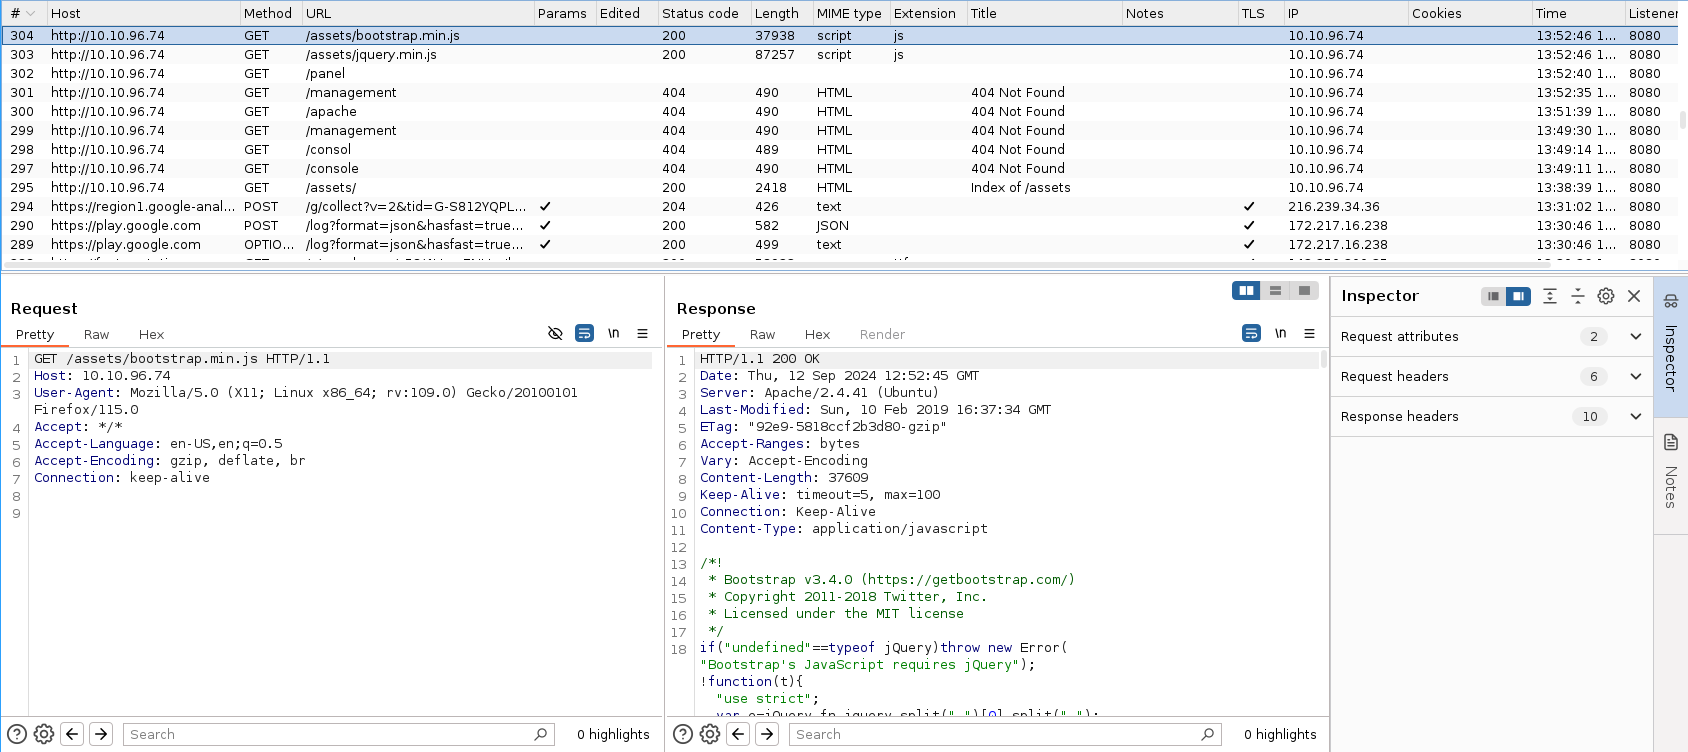 # Host Method URL Params Edited Status code Length MIME type Extension Title Notes TLS IP Cookies Time Listener
304 http://10.10.96.74 GET /assets/bootstrap.min.js 200 37938 script js 10.10.96.74 13:52:46 1... 8080
303 http://10.10.96.74 GET /assets/jquery.min.js 200 87257 script js 10.10.96.74 13:52:46 1... 8080
302 http://10.10.96.74 GET /panel 10.10.96.74 13:52:40 1... 8080
301 http://10.10.96.74 GET /management 404 490 HTML 404 Not Found 10.10.96.74 13:52:35 1... 8080
300 http://10.10.96.74 GET /apache 404 490 HTML 404 Not Found 10.10.96.74 13:51:39 1... 8080
299 http://10.10.96.74 GET /management 404 490 HTML 404 Not Found 10.10.96.74 13:49:30 1... 8080
298 http://10.10.96.74 GET /consol 404 489 HTML 404 Not Found 10.10.96.74 13:49:14 1... 8080
297 http://10.10.96.74 GET /console 404 490 HTML 404 Not Found 10.10.96.74 13:49:11 1... 8080
295 http://10.10.96.74 GET /assets/ 200 2418 HTML Index of /assets 10.10.96.74 13:38:39 1... 8080
294 https://region1.google-anal... POST /g/collect?v=2&tid=G-S812YQPL... ✓ 204 426 text ✓ 216.239.34.36 13:31:02 1... 8080
290 https://play.google.com POST /log?format=json&hasfast=true... ✓ 200 582 JSON ✓ 172.217.16.238 13:30:46 1... 8080
289 https://play.google.com OPTIO... /log?format=json&hasfast=true... ✓ 200 499 text ✓ 172.217.16.238 13:30:46 1... 8080
Request
Pretty Raw Hex \n
1 GET /assets/bootstrap.min.js HTTP/1.1
2 Host: 10.10.96.74
3 User-Agent: Mozilla/5.0 (X11; Linux x86_64; rv:109.0) Gecko/20100101
Firefox/115.0
4 Accept: */*
5 Accept-Language: en-US,en;q=0.5
6 Accept-Encoding: gzip, deflate, br
7 Connection: keep-alive
8
9
Search 0 highlights
Response
Pretty Raw Hex Render \n
1 HTTP/1.1 200 OK
2 Date: Thu, 12 Sep 2024 12:52:45 GMT
3 Server: Apache/2.4.41 (Ubuntu)
4 Last-Modified: Sun, 10 Feb 2019 16:37:34 GMT
5 ETag: "92e9-5818ccf2b3d80-gzip"
6 Accept-Ranges: bytes
7 Vary: Accept-Encoding
8 Content-Length: 37609
9 Keep-Alive: timeout=5, max=100
10 Connection: Keep-Alive
11 Content-Type: application/javascript
12
13 /*!
14 * Bootstrap v3.4.0 (https://getbootstrap.com/)
15 * Copyright 2011-2018 Twitter, Inc.
16 * Licensed under the MIT license
17 */
18 if("undefined"==typeof jQuery)throw new Error(
"Bootstrap's JavaScript requires jQuery");
!function(t){
"use strict";
Search 0 highlights
Inspector
Request attributes 2
Request headers 6
Response headers 10
Inspector
Notes